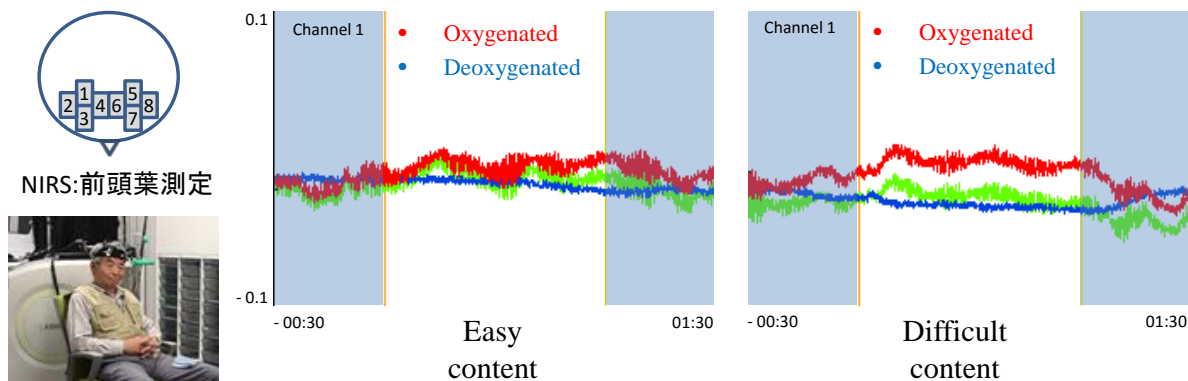 1
5
2
4
6
8
3
7
NIRS:前頭葉測定
0.1
- 0.1
Channel 1
• Oxygenated
• Deoxygenated
- 00:30
01:30
Easy
content
Channel 1
• Oxygenated
• Deoxygenated
- 00:30
01:30
Difficult
content